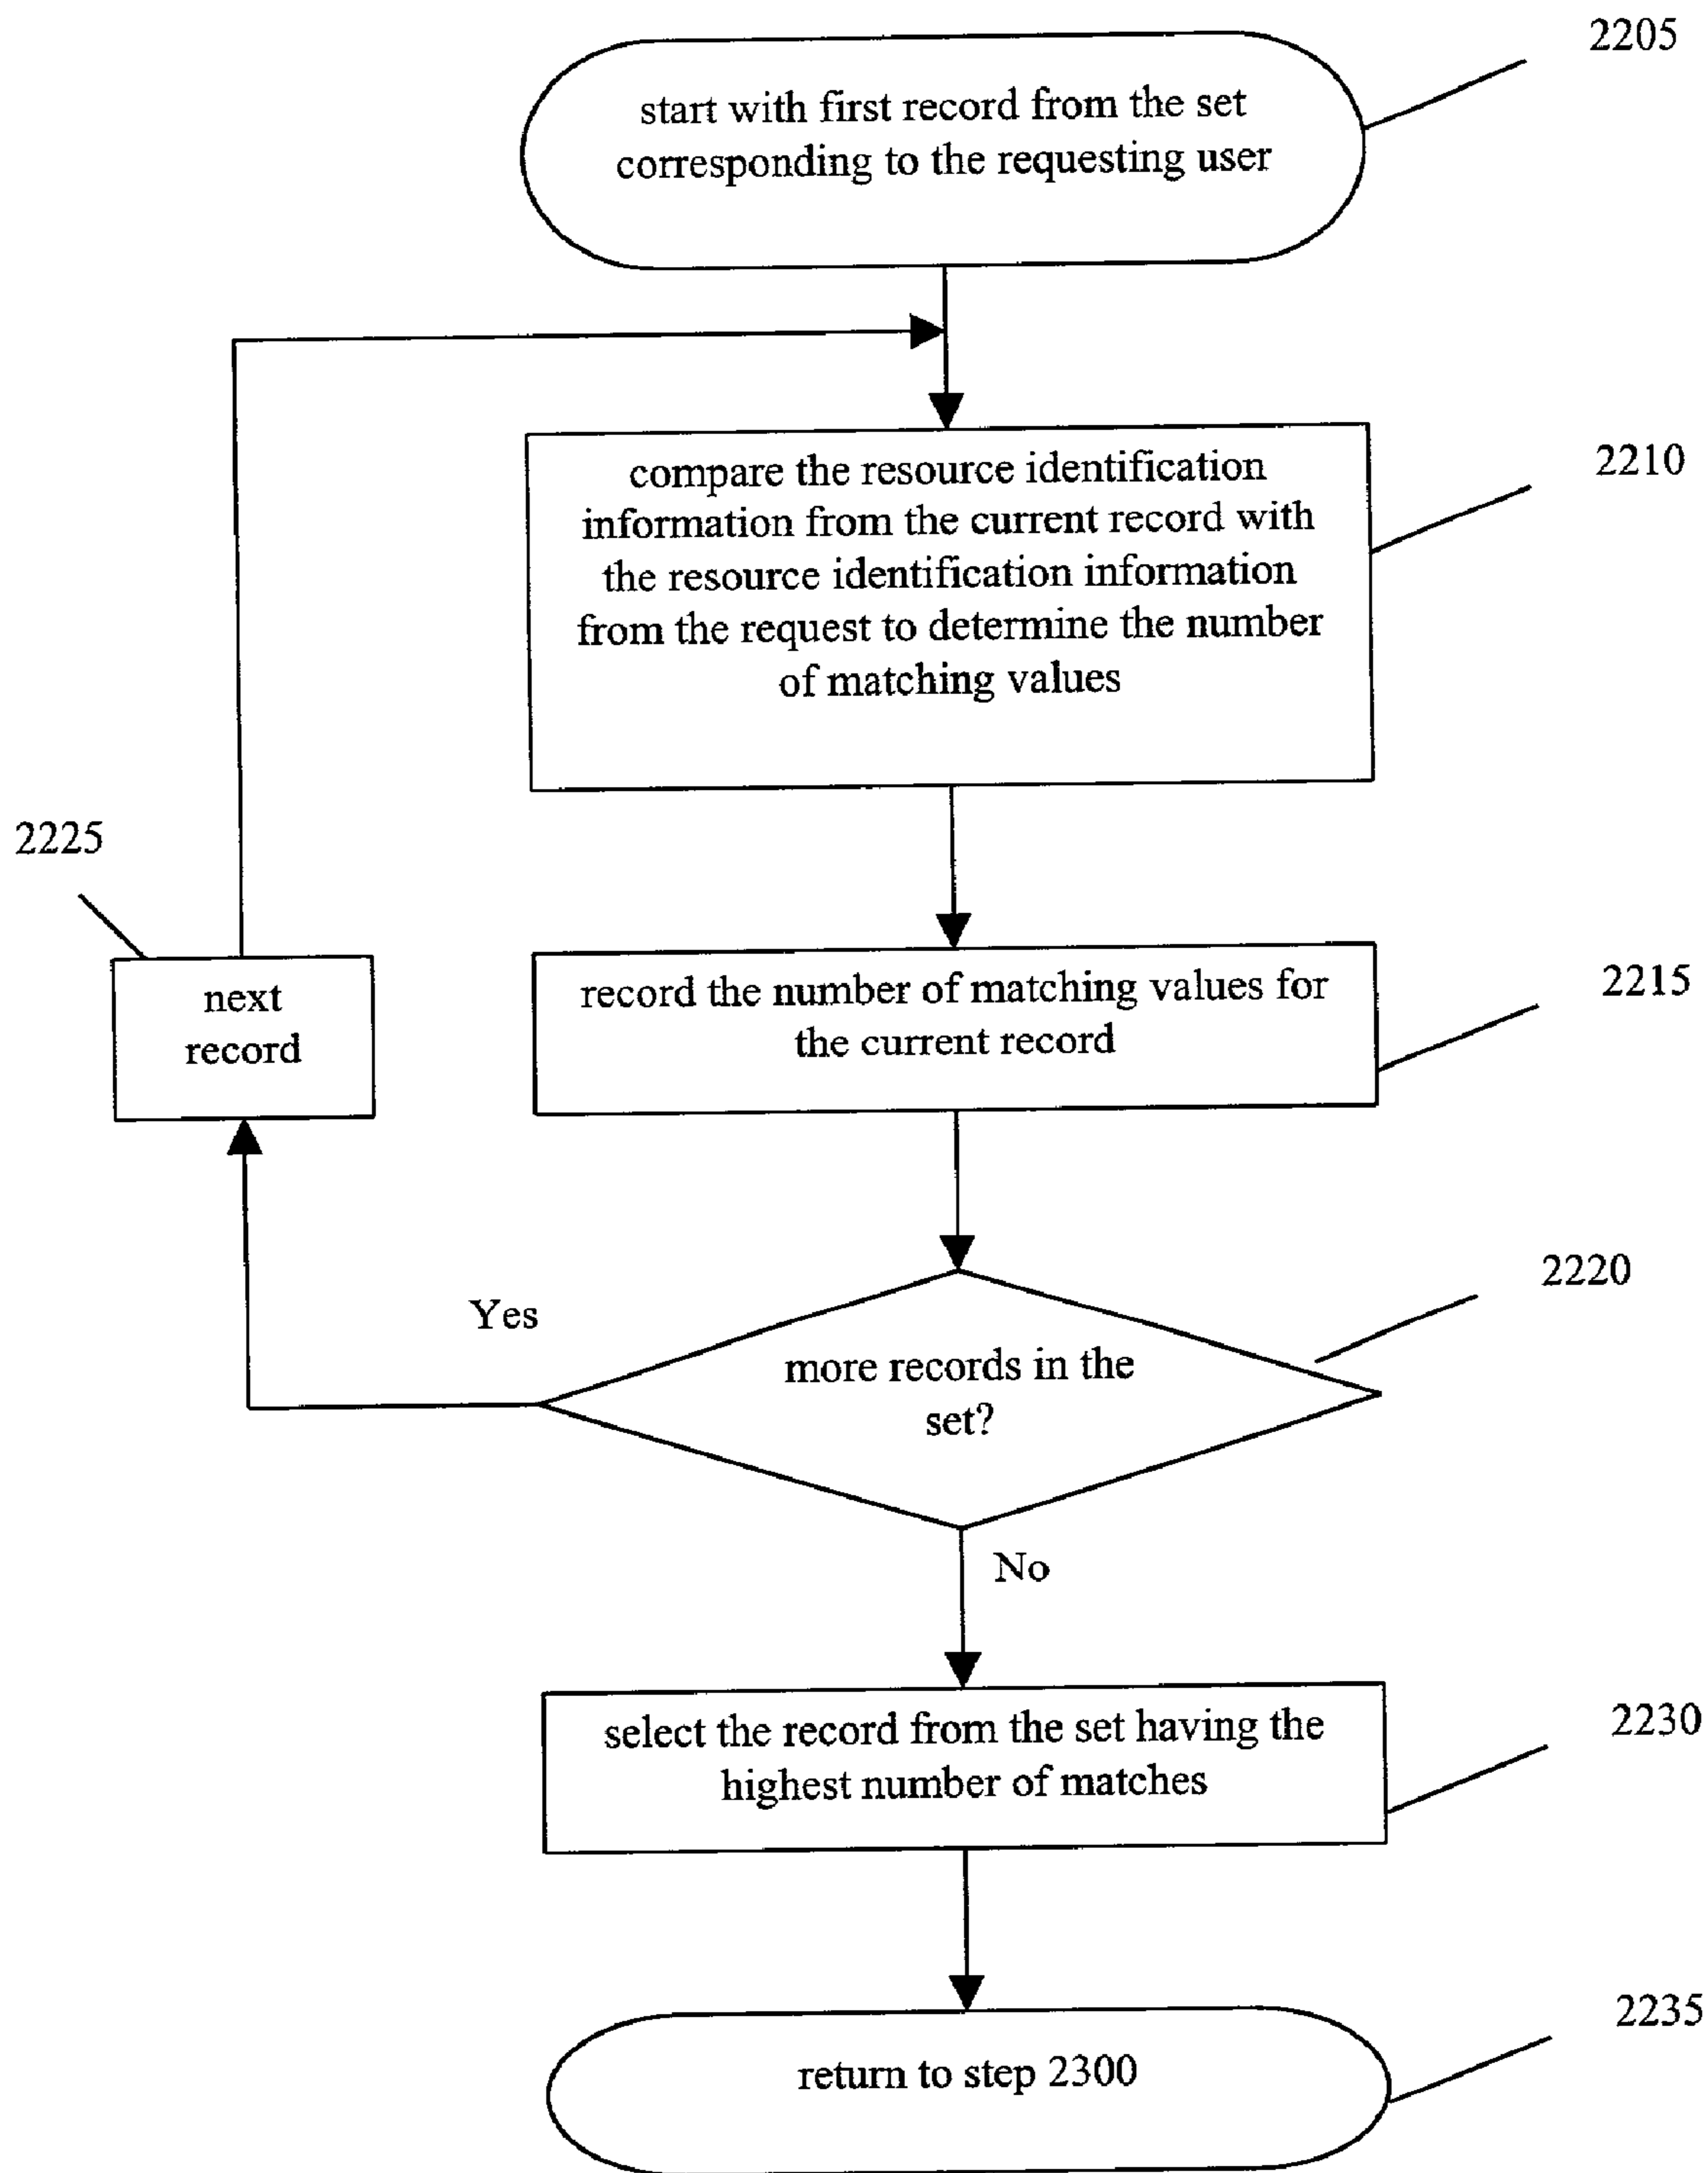 2205
start with first record from the set
corresponding to the requesting user
2210
compare the resource identification
information from the current record with
the resource identification information
from the request to determine the number
of matching values
2225
next
record
2215
record the number of matching values for
the current record
2220
Yes
more records in the
set?
No
2230
select the record from the set having the
highest number of matches
2235
return to step 2300